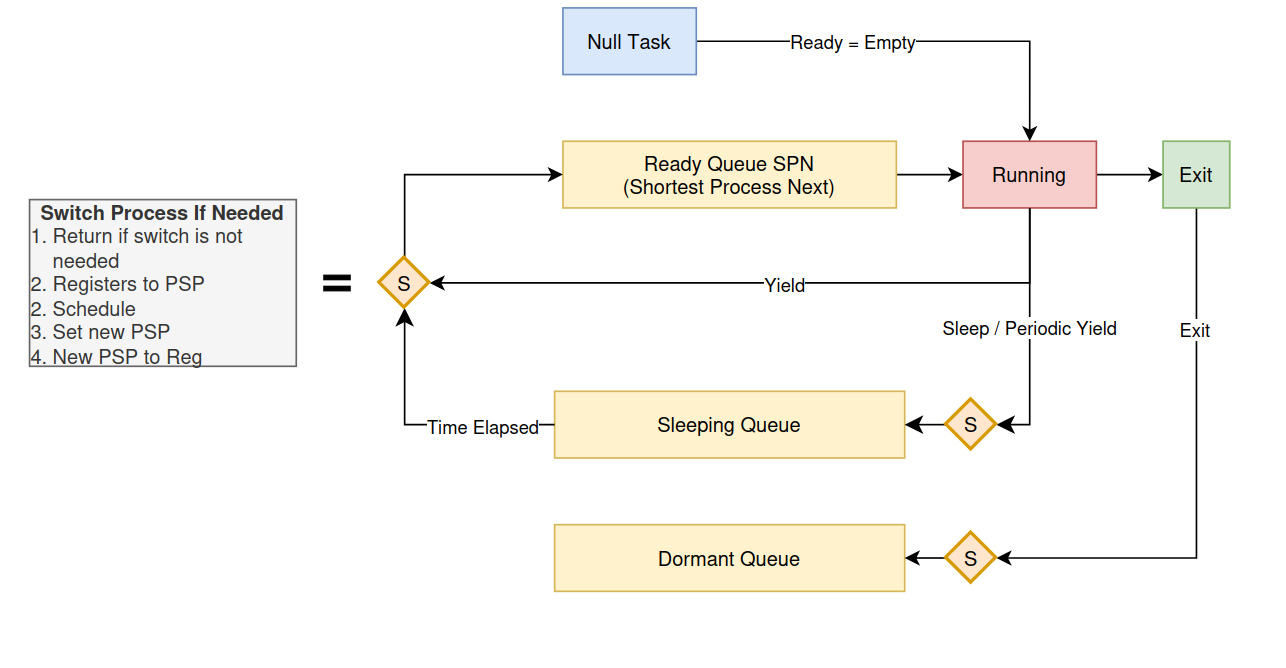 Null Task
Ready = Empty
Ready Queue SPN
(Shortest Process Next)
Running
Exit
Switch Process If Needed
1. Return if switch is not
needed
2. Registers to PSP
2. Schedule
3. Set new PSP
4. New PSP to Reg
=
S
Yield
Sleep / Periodic Yield
Exit
Time Elapsed
Sleeping Queue
S
Dormant Queue
S